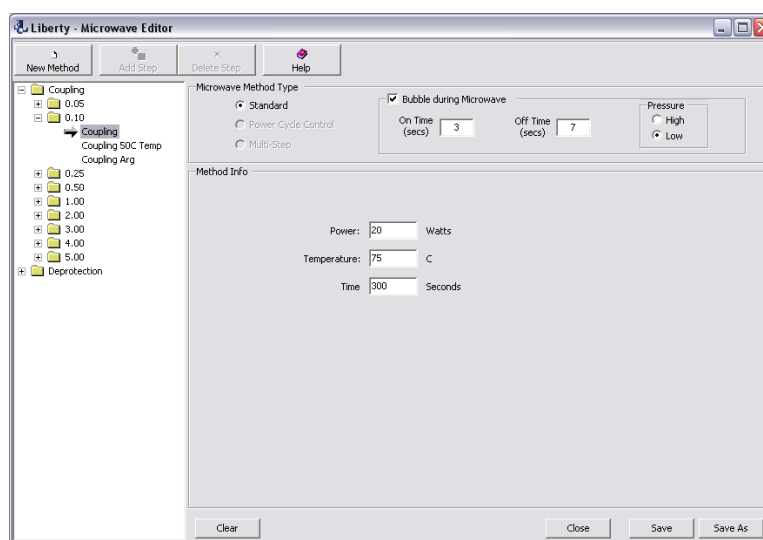 Liberty - Microwave Editor
New Method
Add Step
Delete Step
Help
Coupling
0.05
0.10
Coupling
Coupling 50C Temp
Coupling Arg
0.25
0.50
1.00
2.00
3.00
4.00
5.00
Deprotection
Microwave Method Type
Standard
Power Cycle Control
Multi-Step
Bubble during Microwave
On Time (secs) 3
Off Time (secs) 7
Pressure
High
Low
Method Info
Power: 20 Watts
Temperature: 75 C
Time 300 Seconds
Clear
Close
Save
Save As